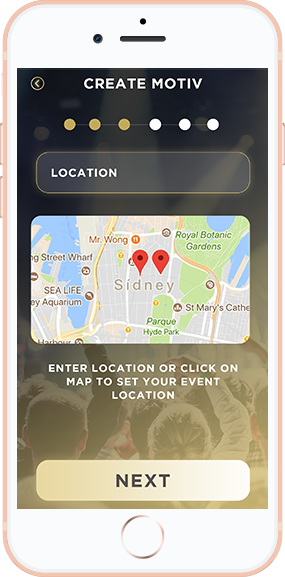 CREATE MOTIV
LOCATION
Mr. Wong
Royal Botanic
Gardens
ng Street Wharf
SEA LIFE
ey Aquarium
Sídney
St Mary's Cathe
Parque
Hyde Park
Harbour
ENTER LOCATION OR CLICK ON
MAP TO SET YOUR EVENT
LOCATION
NEXT